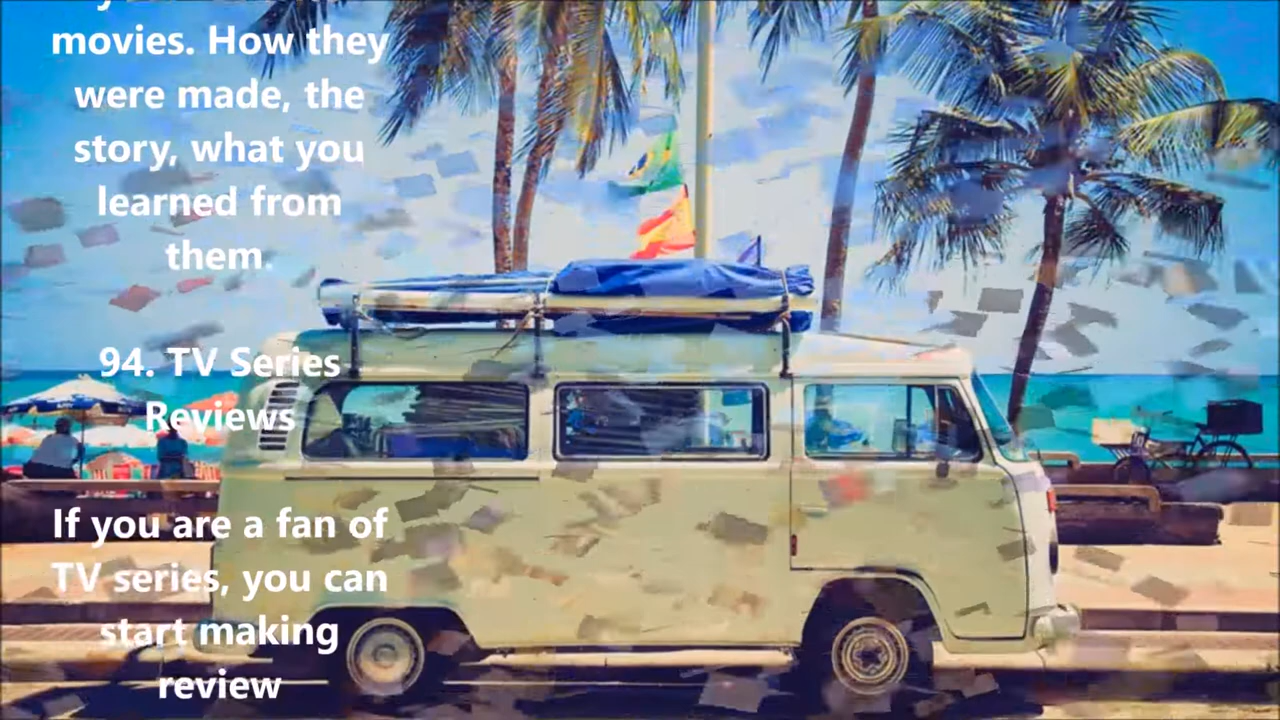 movies. How they
were made, the
story, what you
learned from
them.
94. TV Series
Reviews
If you are a fan of
TV series, you can
start making
review